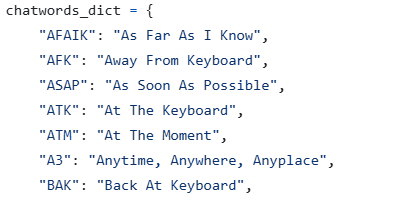 chatwords_dict = {
    "AFAIK": "As Far As I Know",
    "AFK": "Away From Keyboard",
    "ASAP": "As Soon As Possible",
    "ATK": "At The Keyboard",
    "ATM": "At The Moment",
    "A3": "Anytime, Anywhere, Anyplace",
    "BAK": "Back At Keyboard",